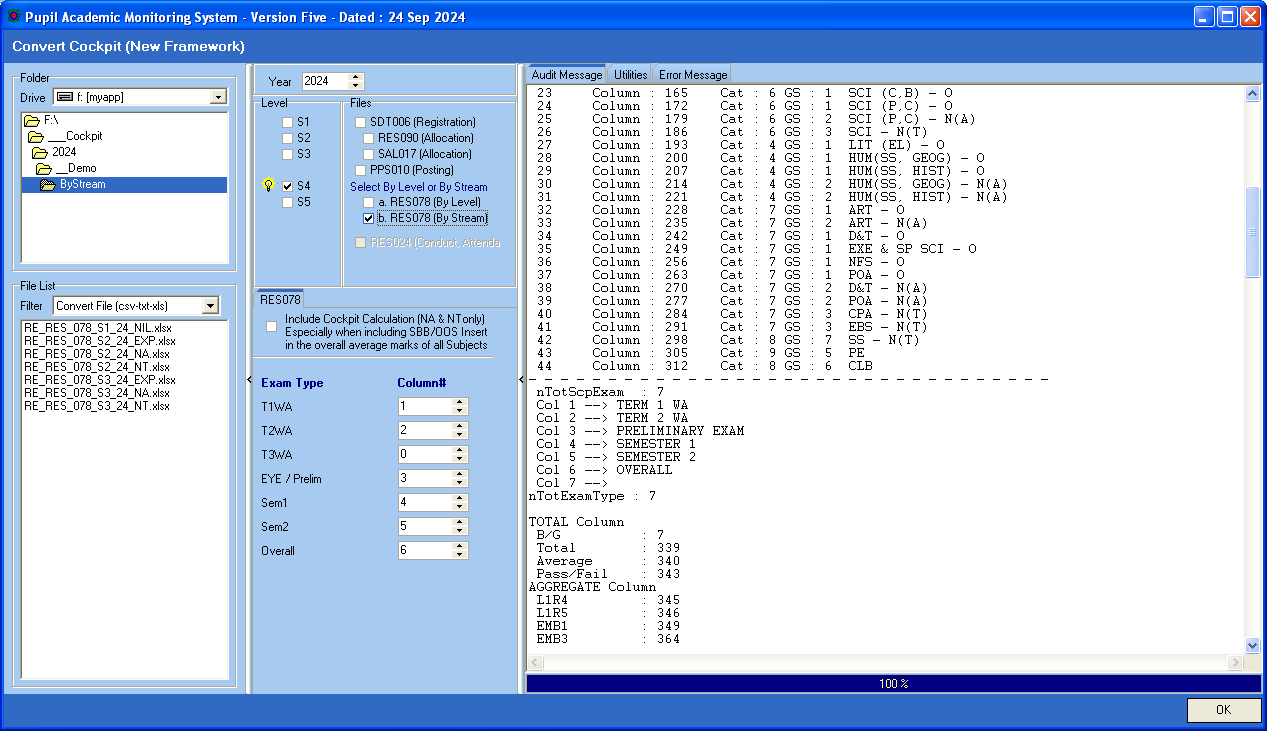 Pupil Academic Monitoring System - Version Five - Dated : 24 Sep 2024
Convert Cockpit (New Framework)
Folder
Drive f: [myapp]
F:\
___Cockpit
2024
__Demo
ByStream
File List
Filter Convert File (csv-txt-xls)
RE_RES_078_S1_24_NIL.xlsx
RE_RES_078_S2_24_EXP.xlsx
RE_RES_078_S2_24_NA.xlsx
RE_RES_078_S2_24_NT.xlsx
RE_RES_078_S3_24_EXP.xlsx
RE_RES_078_S3_24_NA.xlsx
RE_RES_078_S3_24_NT.xlsx
Year 2024
Level
S1
S2
S3
S4
S5
Files
SDT006 (Registration)
RES090 (Allocation)
SAL017 (Allocation)
PPS010 (Posting)
Select By Level or By Stream
a. RES078 (By Level)
b. RES078 (By Stream)
RES024 (Conduct, Attenda
RES078
Include Cockpit Calculation (NA & NT only)
Especially when including SBB/OOS Insert
in the overall average marks of all Subjects
Exam Type Column#
T1WA 1
T2WA 2
T3WA 0
EYE / Prelim 3
Sem1 4
Sem2 5
Overall 6
Audit Message Utilities Error Message
23 Column : 165 Cat : 6 GS : 1 SCI (C,B) - O
24 Column : 172 Cat : 6 GS : 1 SCI (P,C) - O
25 Column : 179 Cat : 6 GS : 2 SCI (P,C) - N(A)
26 Column : 186 Cat : 6 GS : 3 SCI - N(T)
27 Column : 193 Cat : 4 GS : 1 LIT (EL) - O
28 Column : 200 Cat : 4 GS : 1 HUM(SS, GEOG) - O
29 Column : 207 Cat : 4 GS : 1 HUM(SS, HIST) - O
30 Column : 214 Cat : 4 GS : 2 HUM(SS, GEOG) - N(A)
31 Column : 221 Cat : 4 GS : 2 HUM(SS, HIST) - N(A)
32 Column : 228 Cat : 7 GS : 1 ART - O
33 Column : 235 Cat : 7 GS : 2 ART - N(A)
34 Column : 242 Cat : 7 GS : 1 D&T - O
35 Column : 249 Cat : 7 GS : 1 EXE & SP SCI - O
36 Column : 256 Cat : 7 GS : 1 NFS - O
37 Column : 263 Cat : 7 GS : 1 POA - O
38 Column : 270 Cat : 7 GS : 2 D&T - N(A)
39 Column : 277 Cat : 7 GS : 2 POA - N(A)
40 Column : 284 Cat : 7 GS : 3 CPA - N(T)
41 Column : 291 Cat : 7 GS : 3 EBS - N(T)
42 Column : 298 Cat : 8 GS : 7 SS - N(T)
43 Column : 305 Cat : 9 GS : 5 PE
44 Column : 312 Cat : 8 GS : 6 CLB
- - - - - - - - - - - - - - - - - - - - - - - - - - - - - - - - -
nTotScpExam : 7
Col 1 --> TERM 1 WA
Col 2 --> TERM 2 WA
Col 3 --> PRELIMINARY EXAM
Col 4 --> SEMESTER 1
Col 5 --> SEMESTER 2
Col 6 --> OVERALL
Col 7 -->
nTotExamType : 7
TOTAL Column
B/G : 7
Total : 339
Average : 340
Pass/Fail : 343
AGGREGATE Column
L1R4 : 345
L1R5 : 346
EMB1 : 349
EMB3 : 364
100 %
OK